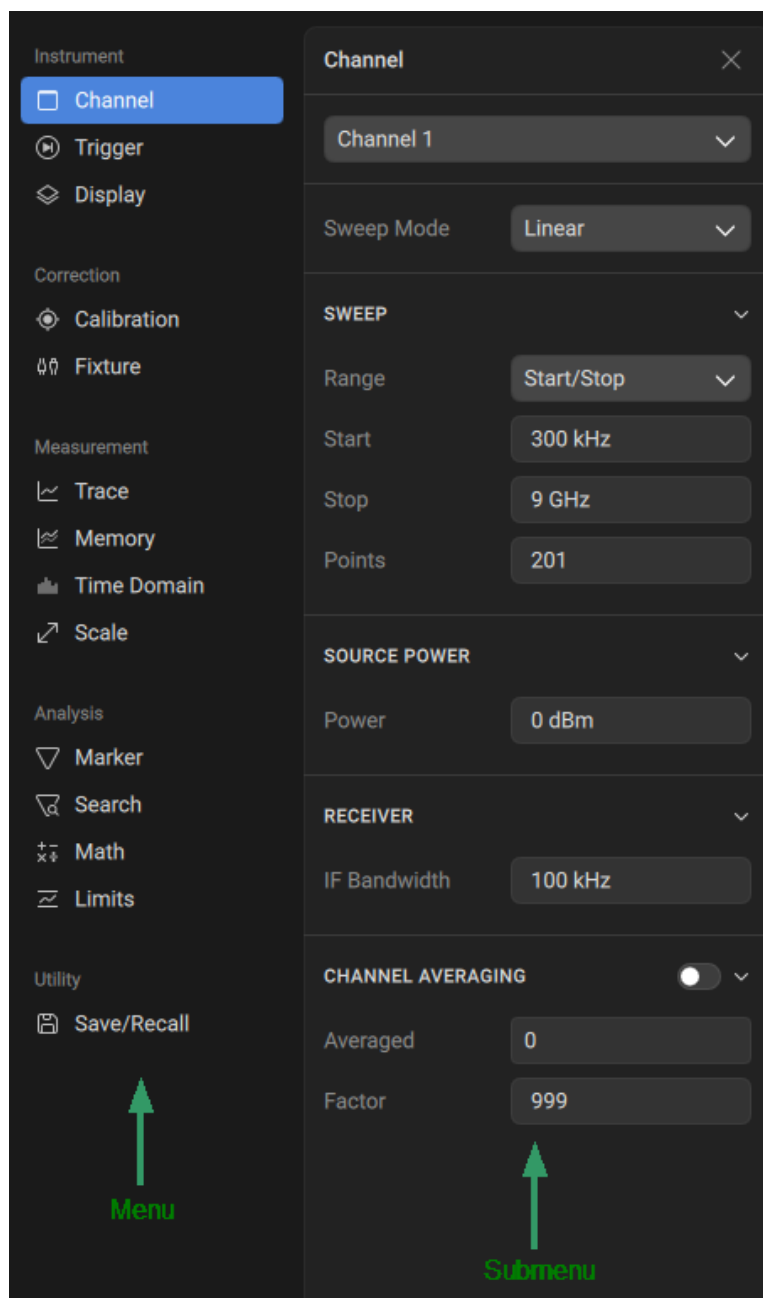 Instrument
Channel
Trigger
Display
Correction
Calibration
Fixture
Measurement
Trace
Memory
Time Domain
Scale
Analysis
Marker
Search
Math
Limits
Utility
Save/Recall
Menu
Channel
Channel 1
Sweep Mode Linear
SWEEP
Range Start/Stop
Start 300 kHz
Stop 9 GHz
Points 201
SOURCE POWER
Power 0 dBm
RECEIVER
IF Bandwidth 100 kHz
CHANNEL AVERAGING
Averaged 0
Factor 999
Submenu